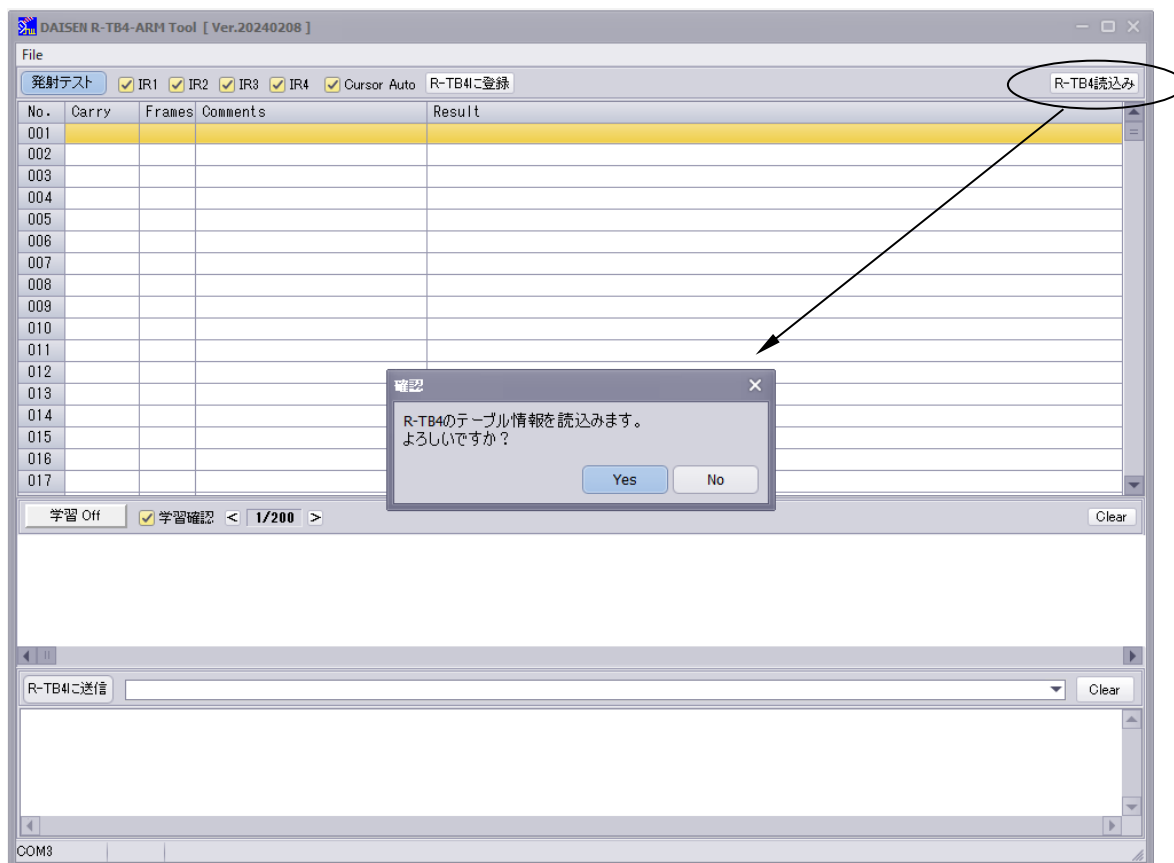 DAISEN R-TB4-ARM Tool [ Ver.20240208 ]
File
発射テスト IR1 IR2 IR3 IR4 Cursor Auto R-TB4に登録 R-TB4読込み
No. Carry Frames Comments Result
001
002
003
004
005
006
007
008
009
010
011
012
013
014
015
016
017
確認
R-TB4のテーブル情報を読込みます。
よろしいですか？
Yes No
学習 Off 学習確認 < 1/200 > Clear
R-TB4に送信 Clear
COM3